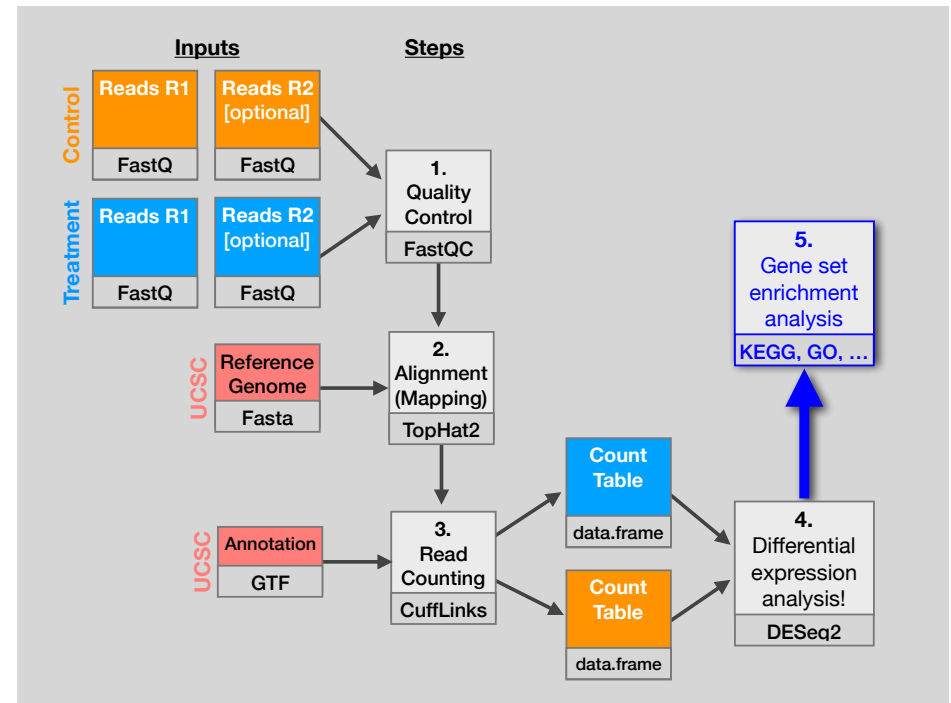 Inputs
Steps
Control
Reads R1
FastQ
Reads R2
[optional]
FastQ
Treatment
Reads R1
FastQ
Reads R2
[optional]
FastQ
1.
Quality
Control
FastQC
UCSC
Reference
Genome
Fasta
2.
Alignment
(Mapping)
TopHat2
UCSC
Annotation
GTF
3.
Read
Counting
CuffLinks
Count
Table
data.frame
Count
Table
data.frame
4.
Differential
expression
analysis!
DESeq2
5.
Gene set
enrichment
analysis
KEGG, GO, …